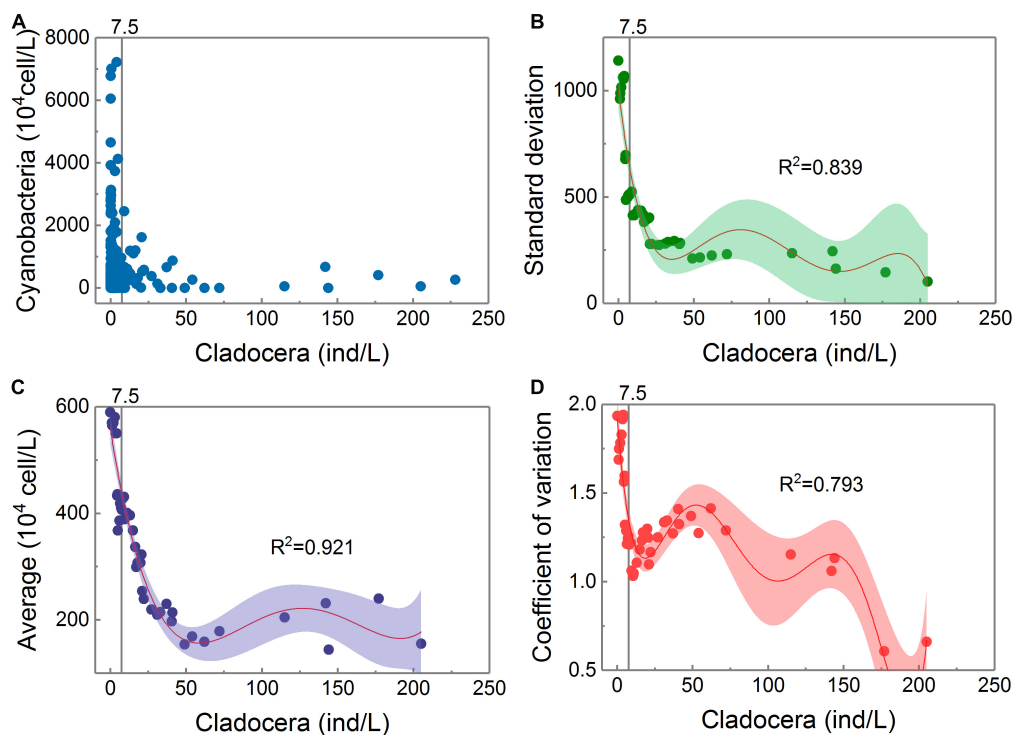 A
7.5
8000
6000
4000
2000
0
0
50
100
150
200
250
Cyanobacteria (10⁴cell/L)
Cladocera (ind/L)
B
7.5
1000
500
0
0
50
100
150
200
250
R²=0.839
Standard deviation
Cladocera (ind/L)
C
7.5
600
400
200
0
50
100
150
200
250
R²=0.921
Average (10⁴ cell/L)
Cladocera (ind/L)
D
7.5
2.0
1.5
1.0
0.5
0
50
100
150
200
250
R²=0.793
Coefficient of variation
Cladocera (ind/L)